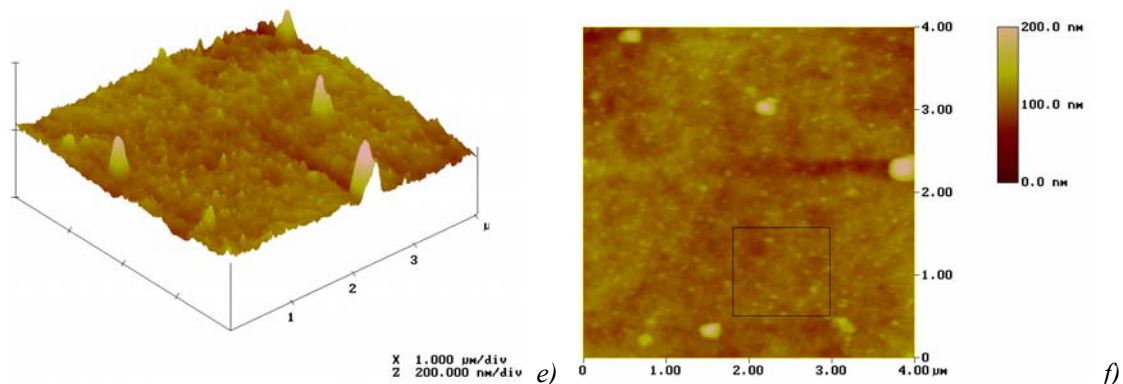 μ
3
2
1
X 1.000 μm/div
Z 200.000 nm/div
e)
4.00
3.00
2.00
1.00
0
0 1.00 2.00 3.00 4.00 μm
200.0 nm
100.0 nm
0.0 nm
f)